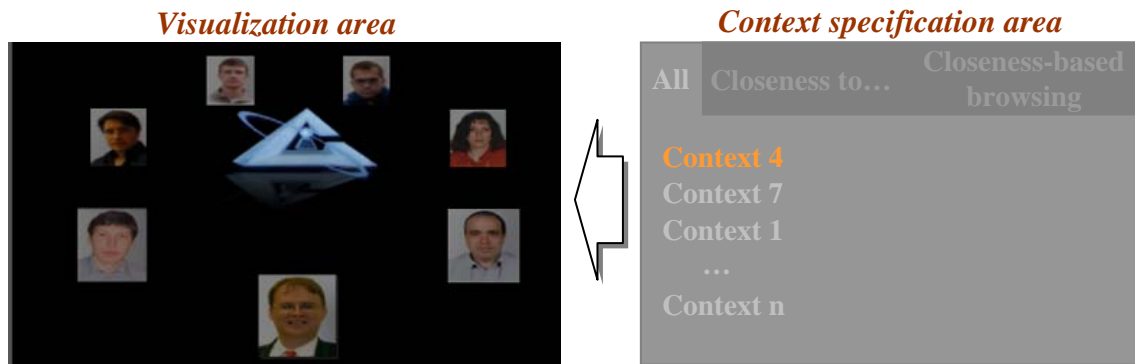 Visualization area
Context specification area
All
Closeness to…
Closeness-based
browsing
Context 4
Context 7
Context 1
…
Context n